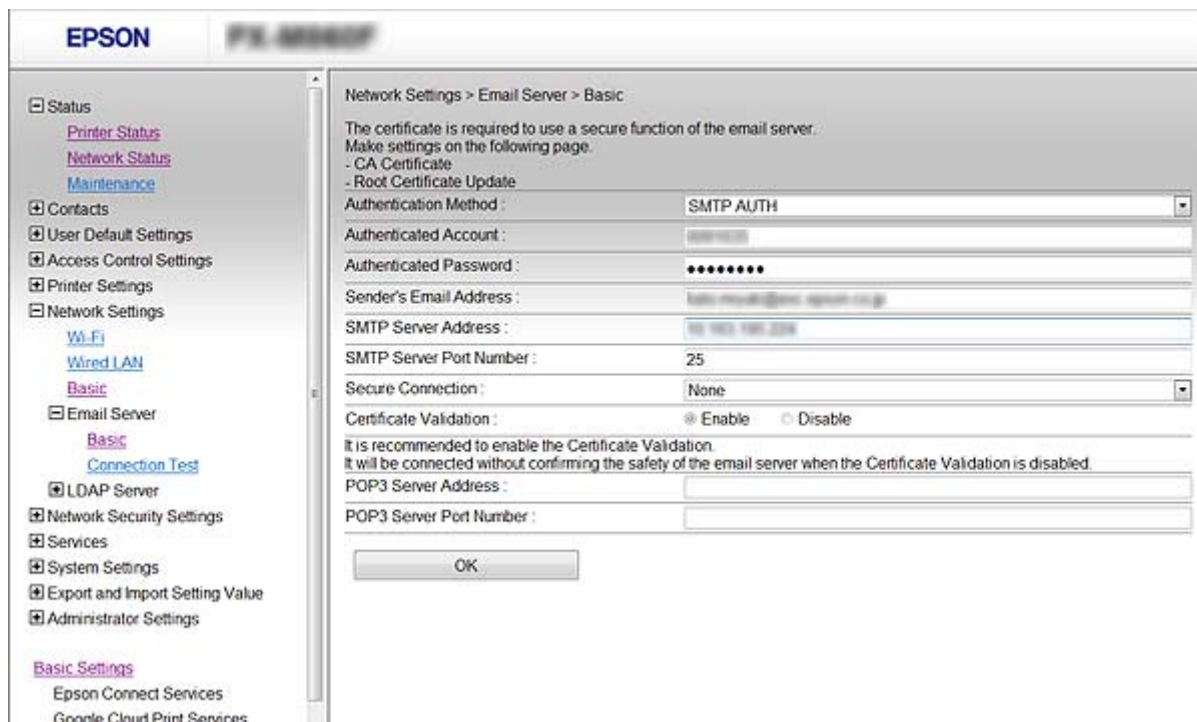 EPSON
Status
Printer Status
Network Status
Maintenance
Contacts
User Default Settings
Access Control Settings
Printer Settings
Network Settings
Wi-Fi
Wired LAN
Basic
Email Server
Basic
Connection Test
LDAP Server
Network Security Settings
Services
System Settings
Export and Import Setting Value
Administrator Settings
Basic Settings
Epson Connect Services
Google Cloud Print Services
Network Settings > Email Server > Basic
The certificate is required to use a secure function of the email server.
Make settings on the following page.
- CA Certificate
- Root Certificate Update
Authentication Method : SMTP AUTH
Authenticated Account :
Authenticated Password : ●●●●●●●●
Sender's Email Address :
SMTP Server Address :
SMTP Server Port Number : 25
Secure Connection : None
Certificate Validation : Enable Disable
It is recommended to enable the Certificate Validation.
It will be connected without confirming the safety of the email server when the Certificate Validation is disabled.
POP3 Server Address :
POP3 Server Port Number :
OK